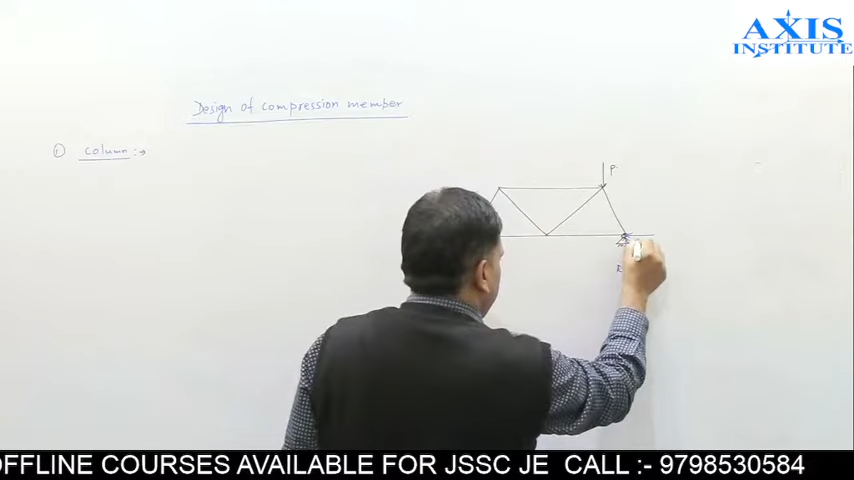 AXIS
INSTITUTE
Design of compression member
① column :→
P
OFFLINE COURSES AVAILABLE FOR JSSC JE CALL :- 9798530584